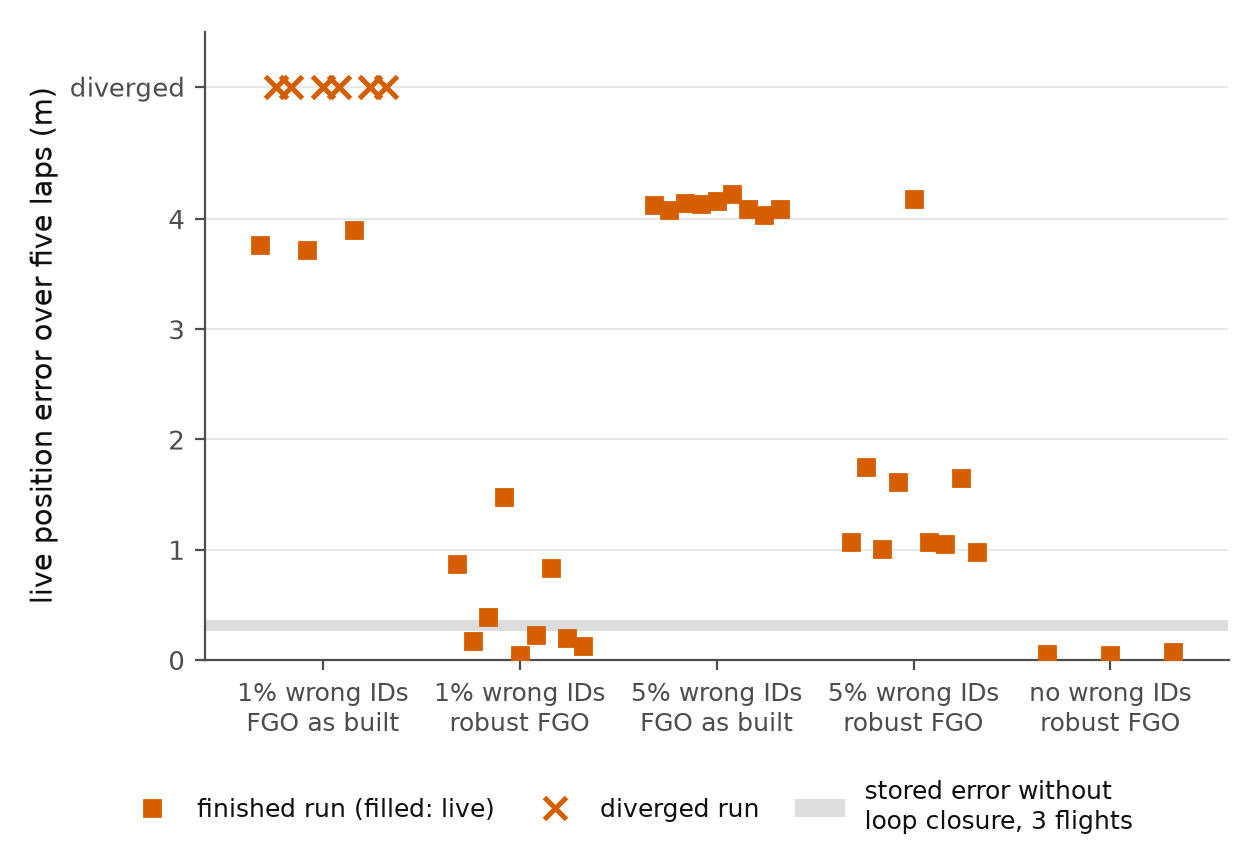 live position error over five laps (m)
diverged
4
3
2
1
0
1% wrong IDs
FGO as built
1% wrong IDs
robust FGO
5% wrong IDs
FGO as built
5% wrong IDs
robust FGO
no wrong IDs
robust FGO
finished run (filled: live)
diverged run
stored error without
loop closure, 3 flights